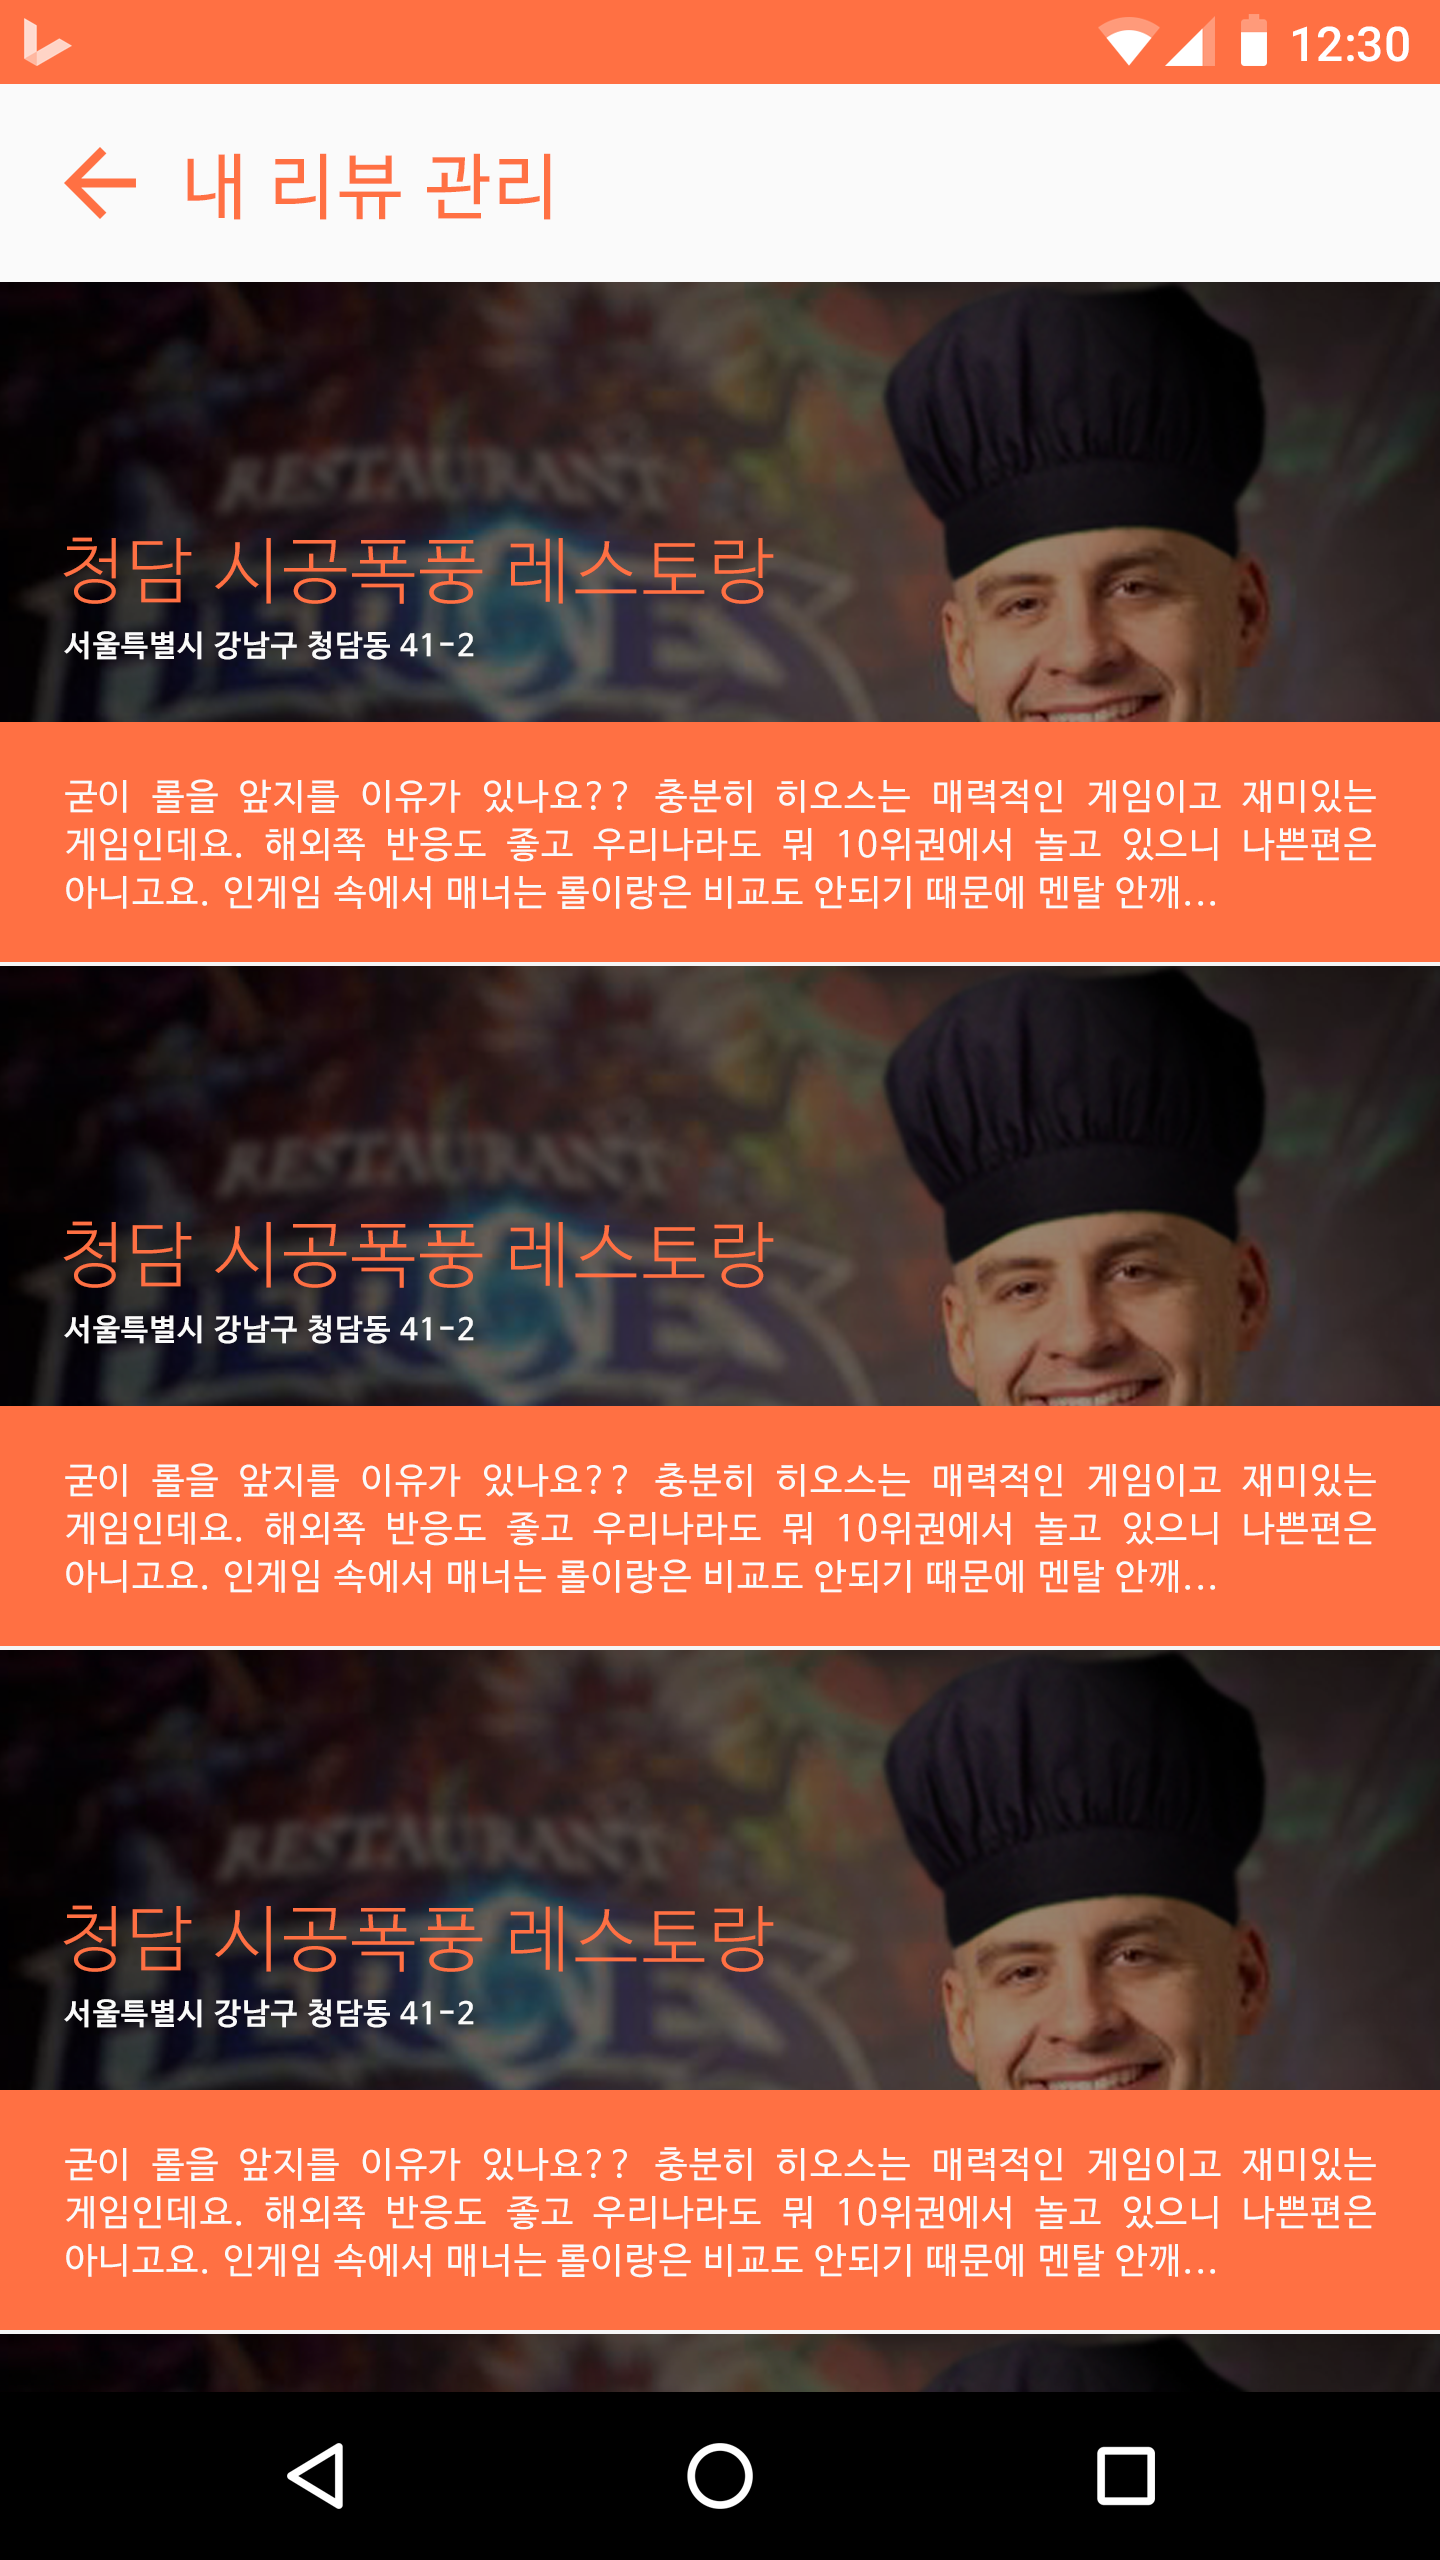 12:30
내 리뷰 관리
RESTAURANT
청담 시공폭풍 레스토랑
서울특별시 강남구 청담동 41-2
굳이 롤을 앞지를 이유가 있나요?? 충분히 히오스는 매력적인 게임이고 재미있는
게임인데요. 해외쪽 반응도 좋고 우리나라도 뭐 10위권에서 놀고 있으니 나쁜편은
아니고요. 인게임 속에서 매너는 롤이랑은 비교도 안되기 때문에 멘탈 안깨...
RESTAURANT
청담 시공폭풍 레스토랑
서울특별시 강남구 청담동 41-2
굳이 롤을 앞지를 이유가 있나요?? 충분히 히오스는 매력적인 게임이고 재미있는
게임인데요. 해외쪽 반응도 좋고 우리나라도 뭐 10위권에서 놀고 있으니 나쁜편은
아니고요. 인게임 속에서 매너는 롤이랑은 비교도 안되기 때문에 멘탈 안깨...
RESTAURANT
청담 시공폭풍 레스토랑
서울특별시 강남구 청담동 41-2
굳이 롤을 앞지를 이유가 있나요?? 충분히 히오스는 매력적인 게임이고 재미있는
게임인데요. 해외쪽 반응도 좋고 우리나라도 뭐 10위권에서 놀고 있으니 나쁜편은
아니고요. 인게임 속에서 매너는 롤이랑은 비교도 안되기 때문에 멘탈 안깨...